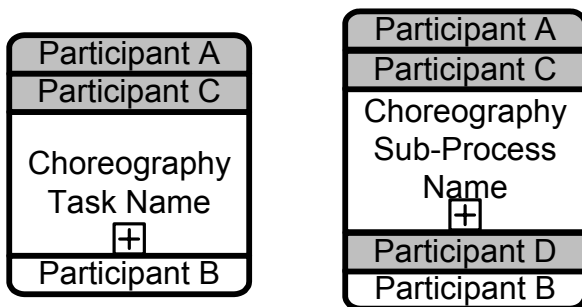 Participant A
Participant C
Choreography
Task Name
Participant B
Participant A
Participant C
Choreography
Sub-Process
Name
Participant D
Participant B